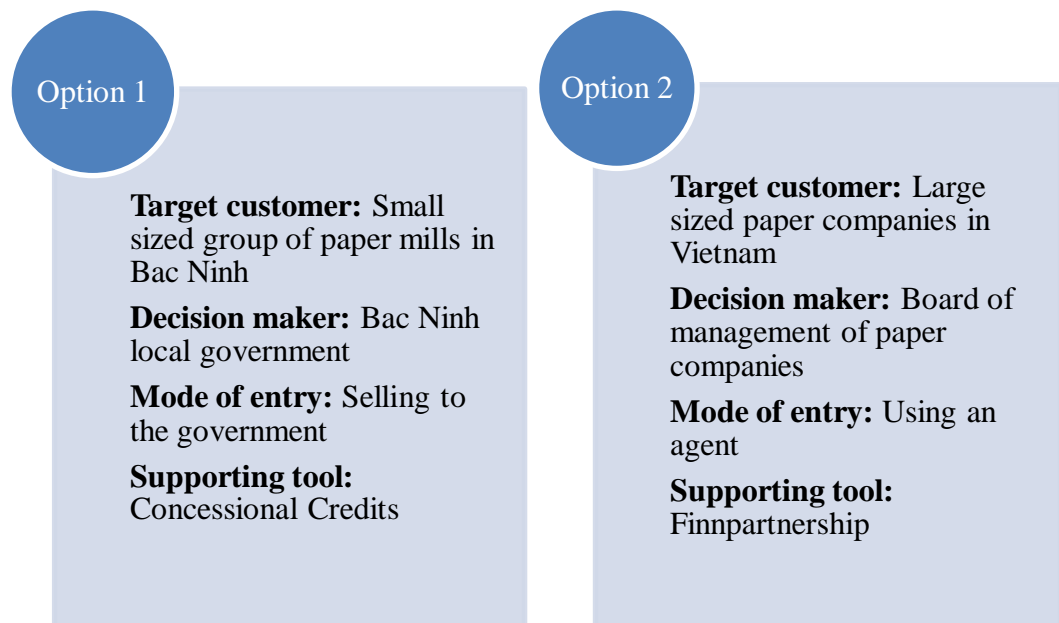 Option 1
Target customer: Small
sized group of paper mills in
Bac Ninh
Decision maker: Bac Ninh
local government
Mode of entry: Selling to
the government
Supporting tool:
Concessional Credits
Option 2
Target customer: Large
sized paper companies in
Vietnam
Decision maker: Board of
management of paper
companies
Mode of entry: Using an
agent
Supporting tool:
Finnpartnership